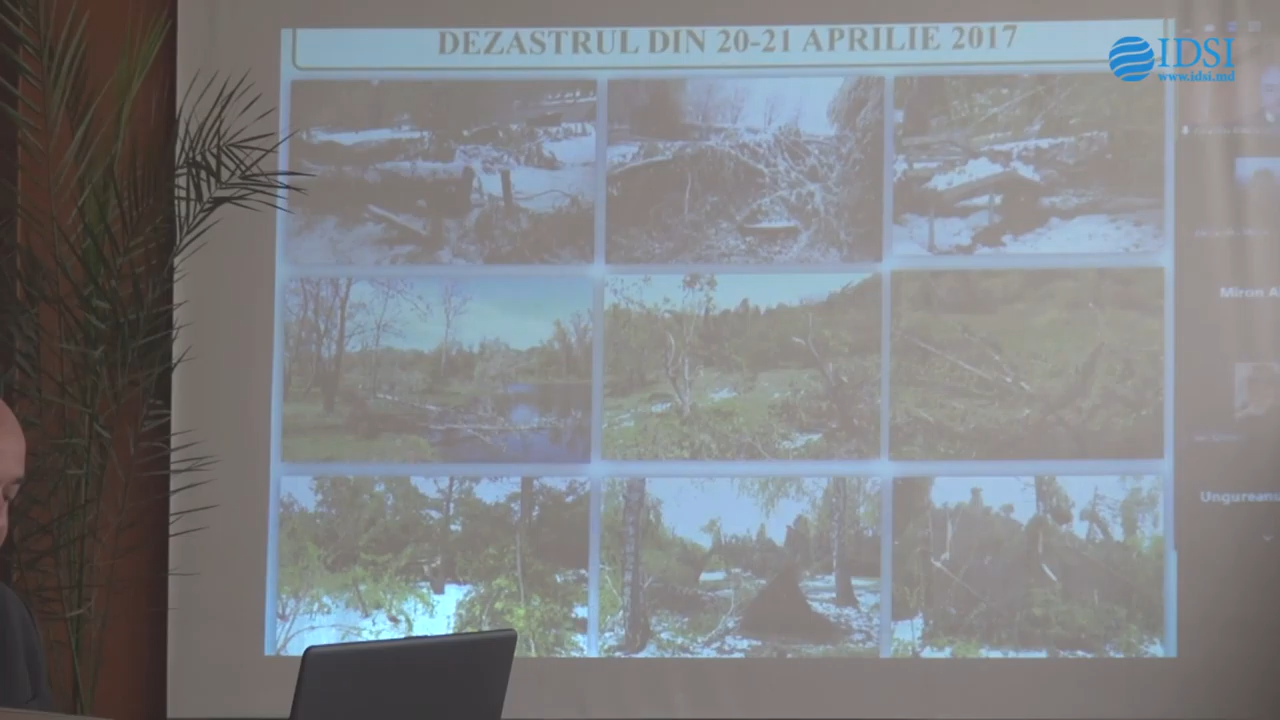 DEZASTRUL DIN 20-21 APRILIE 2017
IDSI
www.idsi.md
Miron A
Ungureanu